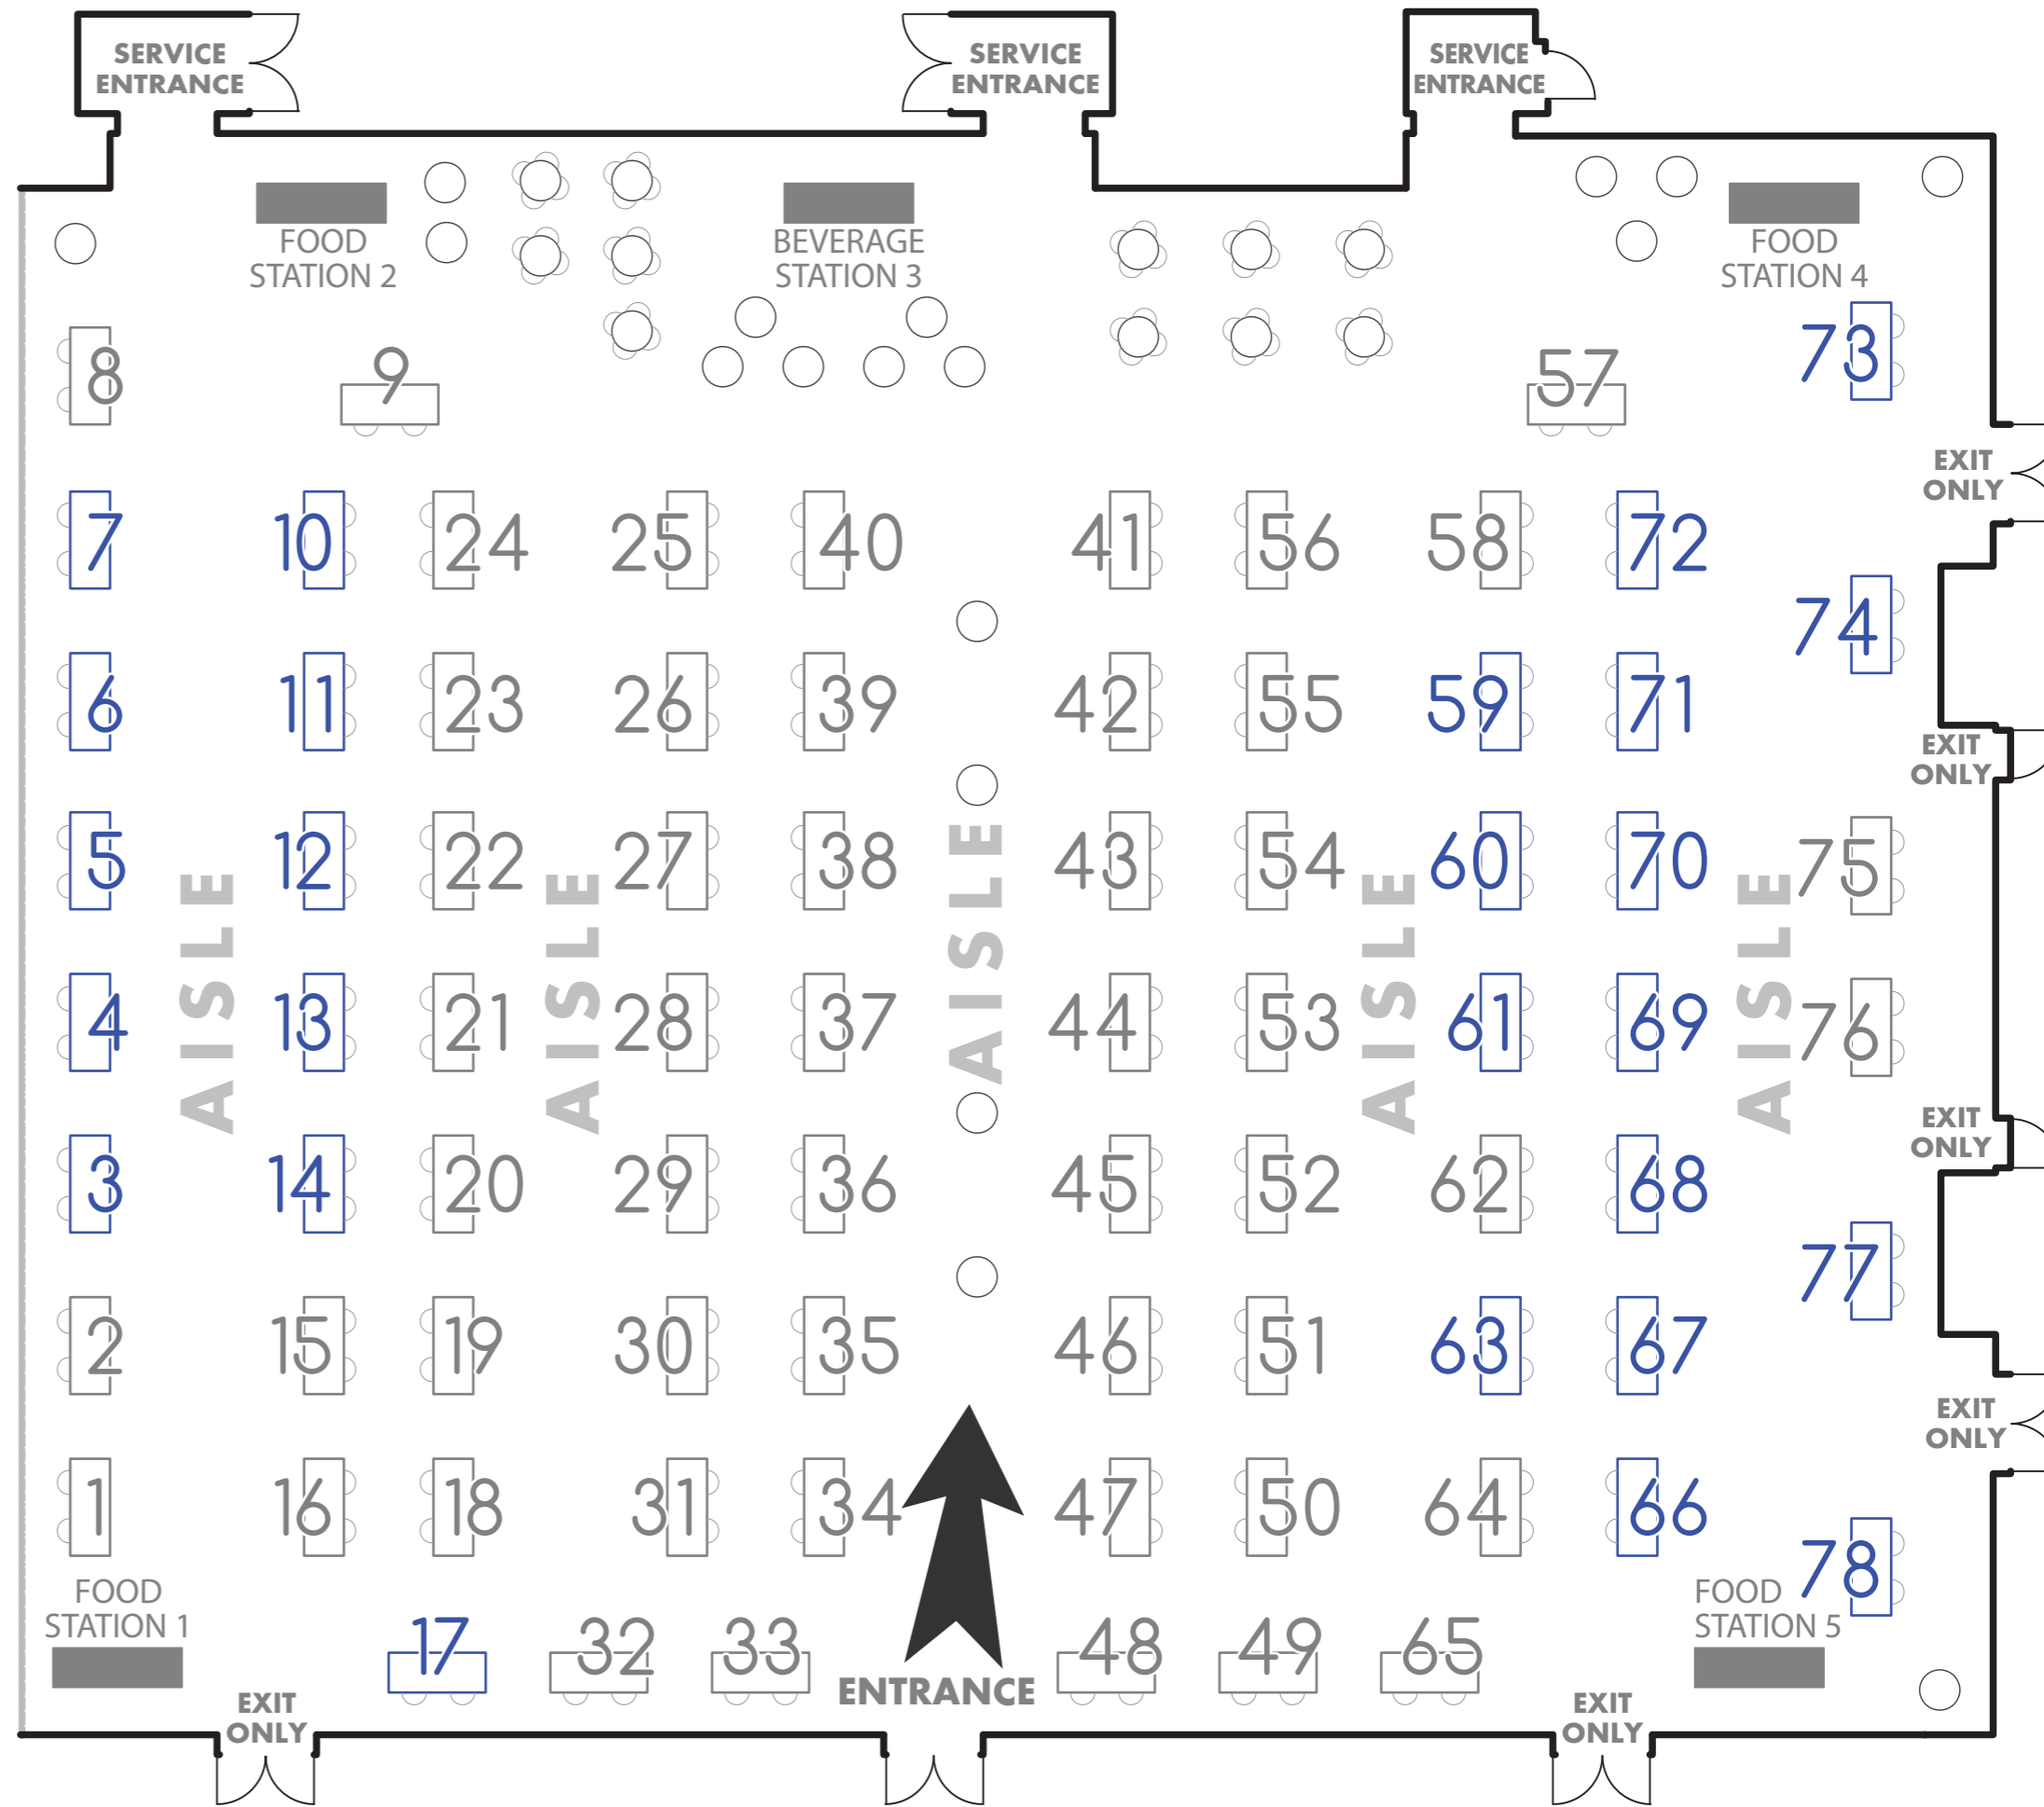 SERVICE
ENTRANCE
SERVICE
ENTRANCE
SERVICE
ENTRANCE
FOOD
STATION 2
BEVERAGE
STATION 3
FOOD
STATION 4
8
9
57
73
EXIT
ONLY
7
10
24
25
40
41
56
58
72
74
6
11
23
26
39
42
55
59
71
EXIT
ONLY
5
12
22
27
38
43
54
60
70
75
AISLE
AISLE
AISLE
AISLE
AISLE
4
13
21
28
37
44
53
61
69
76
EXIT
ONLY
3
14
20
29
36
45
52
62
68
77
2
15
19
30
35
46
51
63
67
EXIT
ONLY
1
16
18
31
34
47
50
64
66
78
FOOD
STATION 1
FOOD
STATION 5
17
32
33
48
49
65
ENTRANCE
EXIT
ONLY
EXIT
ONLY